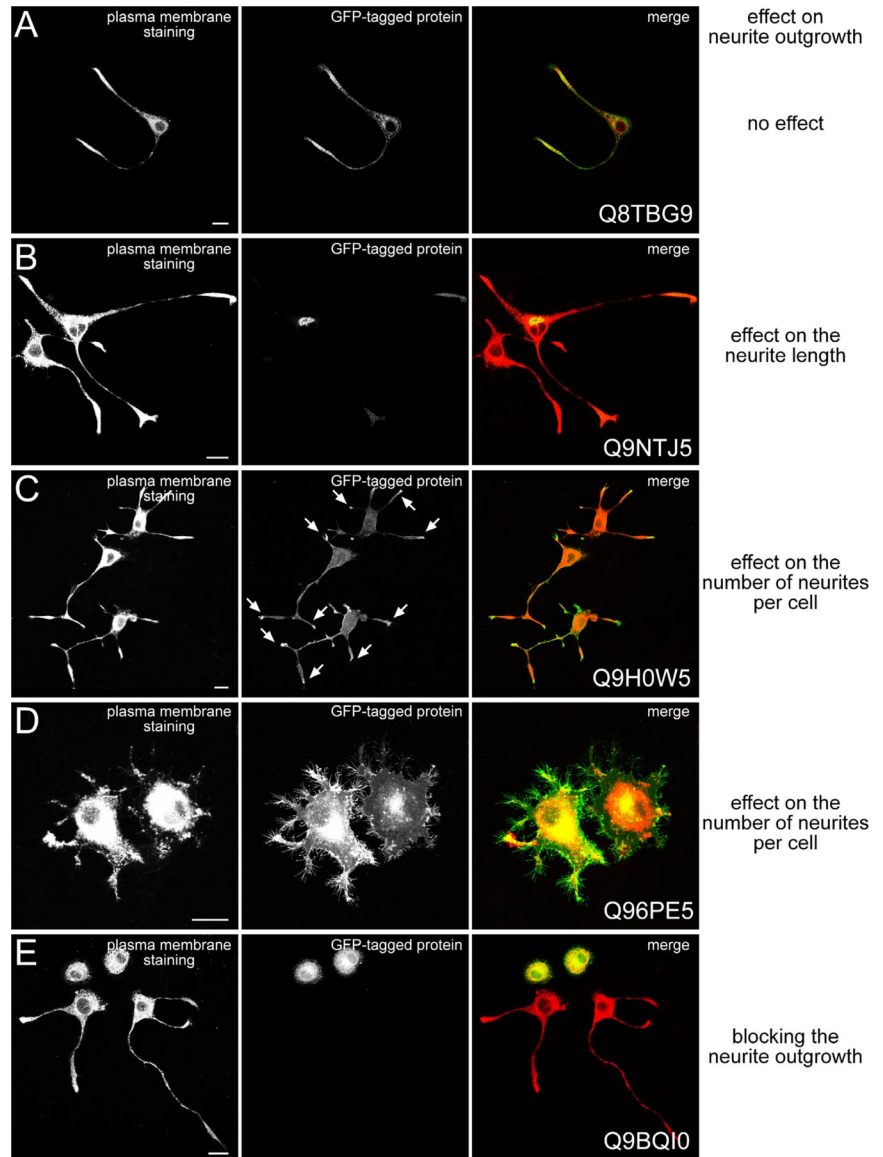 A
plasma membrane
staining
GFP-tagged protein
merge
effect on
neurite outgrowth
no effect
Q8TBG9
B
plasma membrane
staining
GFP-tagged protein
merge
effect on the
neurite length
Q9NTJ5
C
plasma membrane
staining
GFP-tagged protein
merge
effect on the
number of neurites
per cell
Q9H0W5
D
plasma membrane
staining
GFP-tagged protein
merge
effect on the
number of neurites
per cell
Q96PE5
E
plasma membrane
staining
GFP-tagged protein
merge
blocking the
neurite outgrowth
Q9BQI0